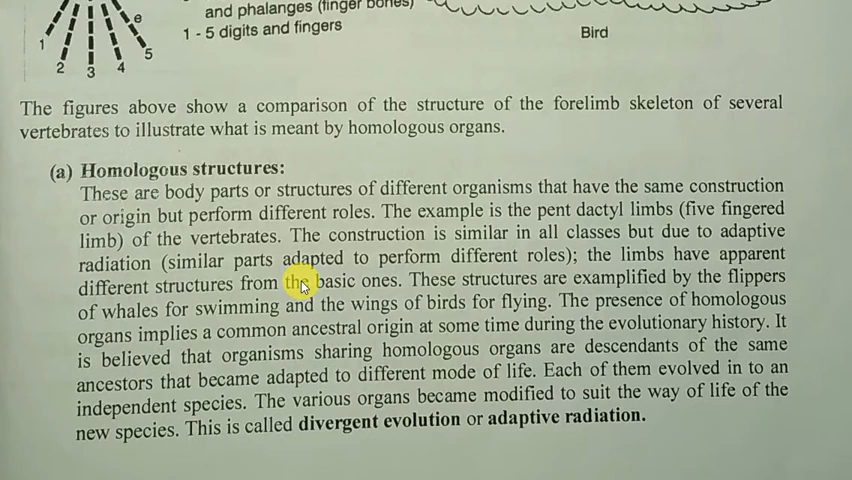 and phalanges (finger bones)
1 - 5 digits and fingers
e
1
2
3
4
5
Bird
The figures above show a comparison of the structure of the forelimb skeleton of several
vertebrates to illustrate what is meant by homologous organs.
(a) Homologous structures:
These are body parts or structures of different organisms that have the same construction
or origin but perform different roles. The example is the pent dactyl limbs (five fingered
limb) of the vertebrates. The construction is similar in all classes but due to adaptive
radiation (similar parts adapted to perform different roles); the limbs have apparent
different structures from the basic ones. These structures are examplified by the flippers
of whales for swimming and the wings of birds for flying. The presence of homologous
organs implies a common ancestral origin at some time during the evolutionary history. It
is believed that organisms sharing homologous organs are descendants of the same
ancestors that became adapted to different mode of life. Each of them evolved in to an
independent species. The various organs became modified to suit the way of life of the
new species. This is called divergent evolution or adaptive radiation.